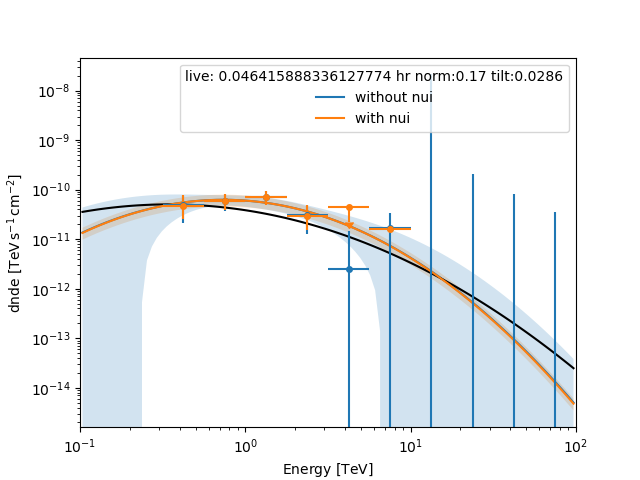 live: 0.046415888336127774 hr norm:0.17 tilt:0.0286
without nui
with nui
10⁻⁸
10⁻⁹
10⁻¹⁰
10⁻¹¹
10⁻¹²
10⁻¹³
10⁻¹⁴
dnde [TeV s⁻¹ cm⁻²]
10⁻¹ 10⁰ 10¹ 10²
Energy [TeV]